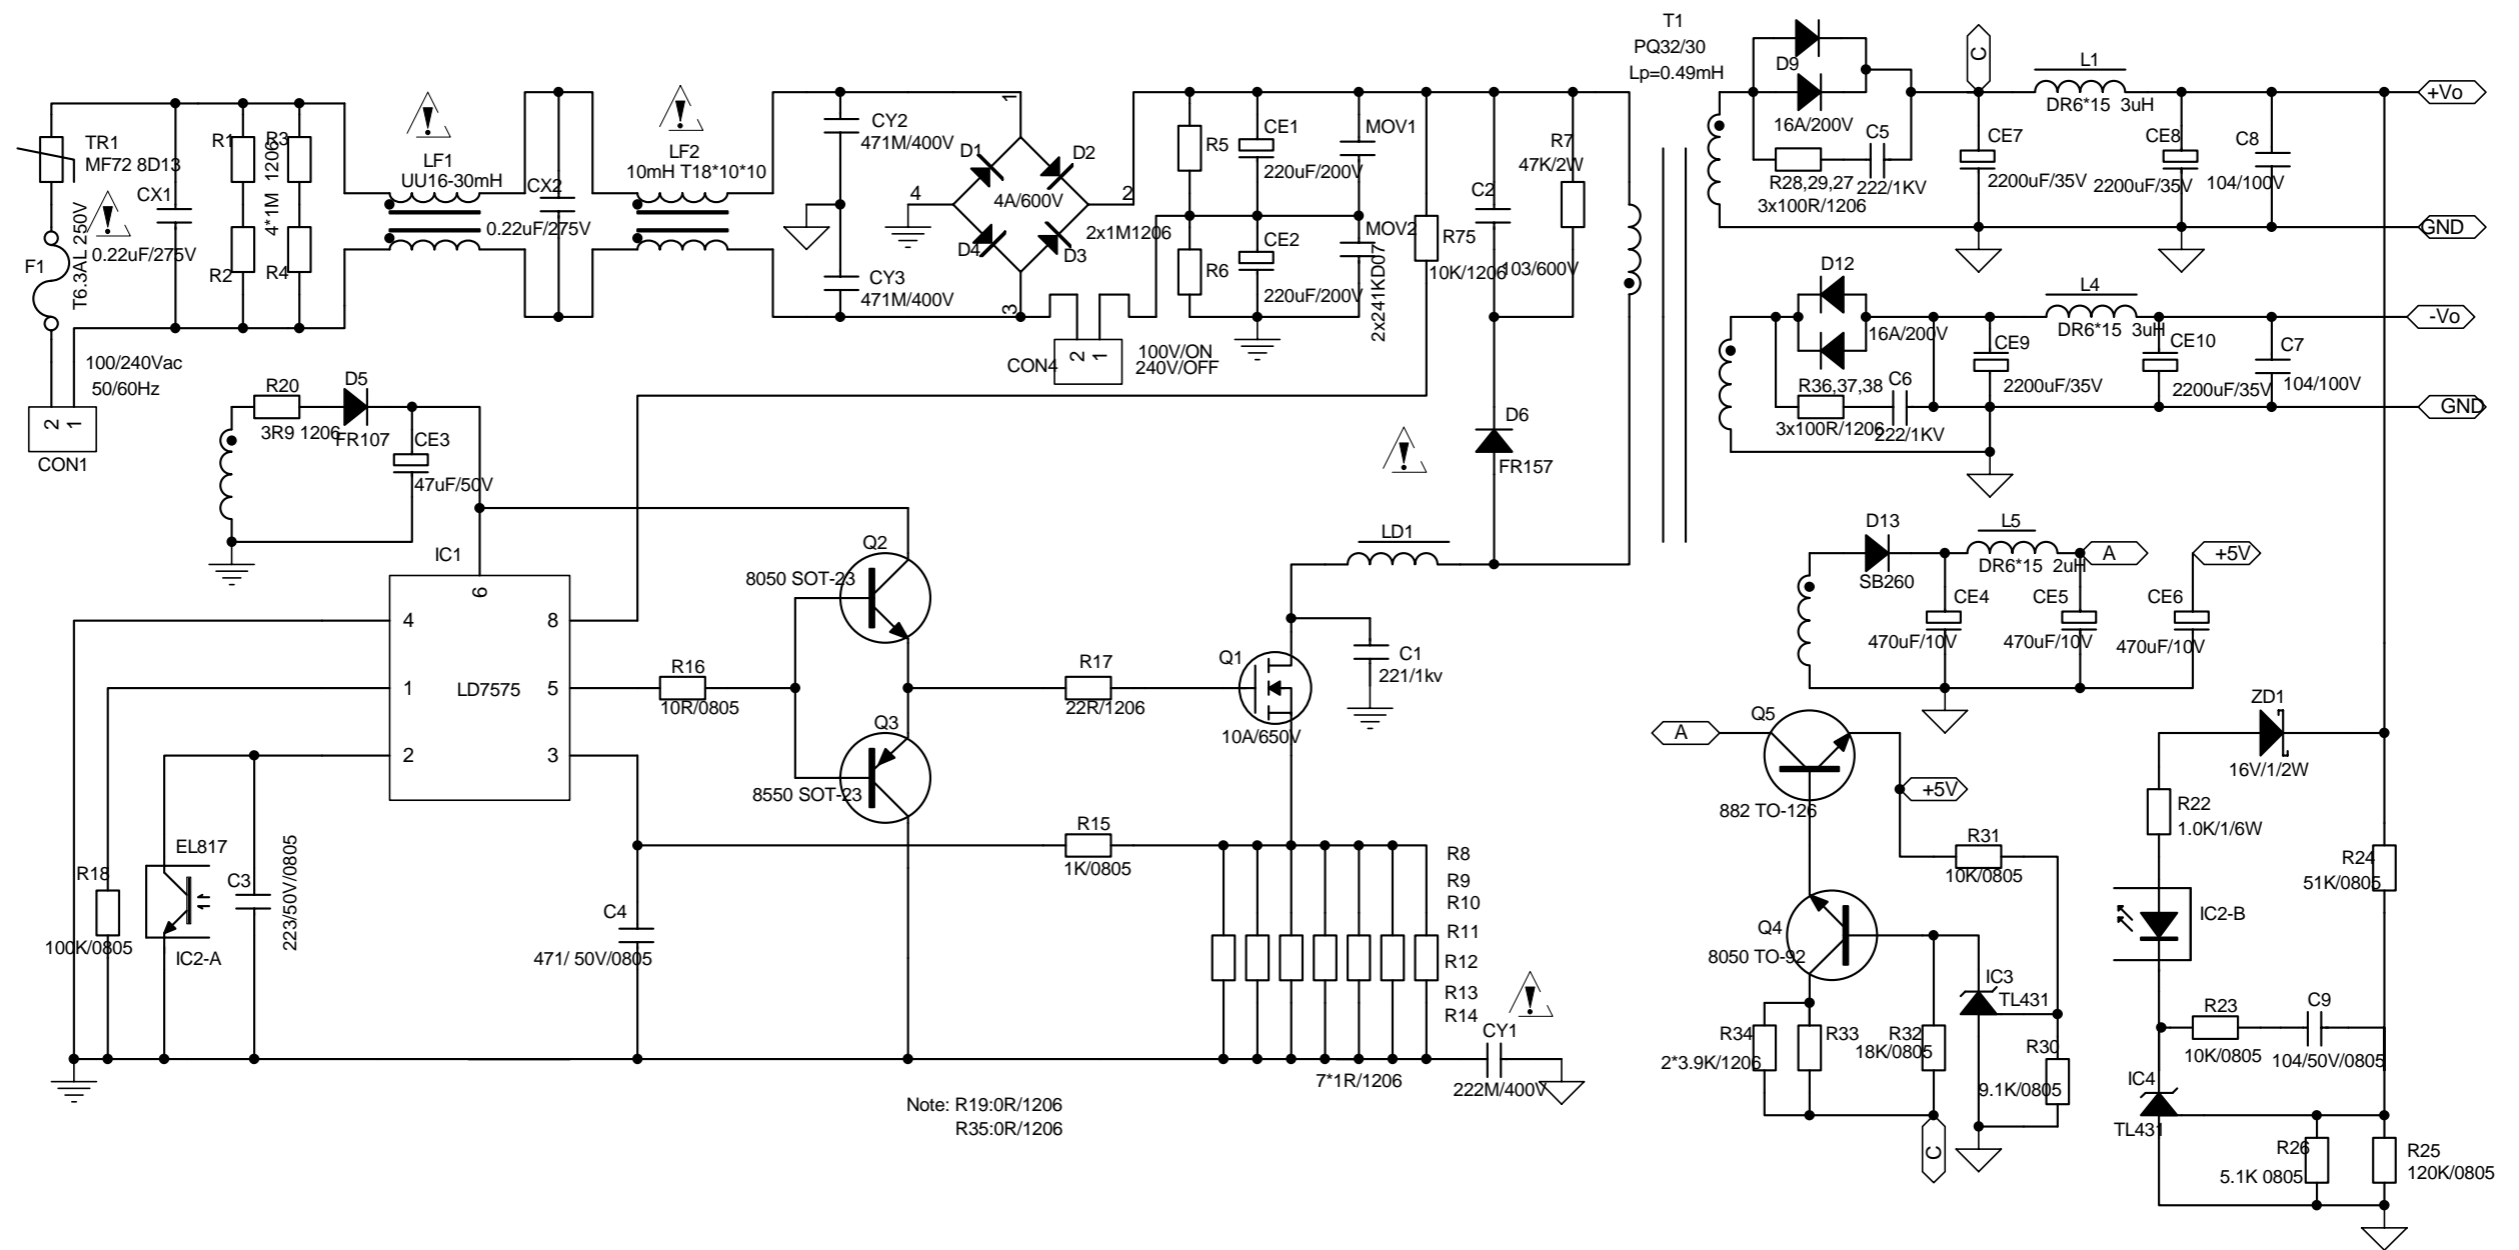 T1
PQ32/30
Lp=0.49mH
D9
16A/200V
C5
R28,29,27
222/1KV
3x100R/1206
C
L1
DR6*15 3uH
+Vo
CE7
2200uF/35V
CE8
2200uF/35V
C8
104/100V
GND
TR1
MF72 8D13
CX1
0.22uF/275V
F1
T6.3AL 250V
R1
R3
4*1M 1206
R2
R4
LF1
UU16-30mH
CX2
0.22uF/275V
LF2
10mH T18*10*10
CY2
471M/400V
CY3
471M/400V
1
D1
D2
4
2
4A/600V
D4
D3
3
R5
CE1
220uF/200V
MOV1
2x1M1206
R6
CE2
220uF/200V
MOV2
2x241KD07
R75
10K/1206
C2
103/600V
R7
47K/2W
100/240Vac
50/60Hz
2
1
CON1
CON4
2
1
100V/ON
240V/OFF
D12
16A/200V
L4
DR6*15 3uH
-Vo
CE9
2200uF/35V
CE10
2200uF/35V
C7
104/100V
R36,37,38
C6
3x100R/1206
222/1KV
GND
R20
3R9 1206
D5
FR107
CE3
47uF/50V
D6
FR157
IC1
LD7575
6
4
8
1
5
2
3
Q2
8050 SOT-23
R16
10R/0805
Q3
8550 SOT-23
R17
22R/1206
LD1
Q1
10A/650V
C1
221/1kv
D13
SB260
L5
DR6*15 2uH
A
+5V
CE4
470uF/10V
CE5
470uF/10V
CE6
470uF/10V
R18
100K/0805
EL817
IC2-A
C3
223/50V/0805
C4
471/ 50V/0805
R15
1K/0805
R8
R9
R10
R11
R12
R13
R14
7*1R/1206
CY1
222M/400V
A
Q5
882 TO-126
+5V
R31
10K/0805
Q4
8050 TO-92
IC3
TL431
R34
2*3.9K/1206
R33
R32
18K/0805
R30
9.1K/0805
C
ZD1
16V/1/2W
R22
1.0K/1/6W
R24
51K/0805
IC2-B
R23
10K/0805
C9
104/50V/0805
IC4
TL431
R26
5.1K 0805
R25
120K/0805
Note: R19:0R/1206
R35:0R/1206